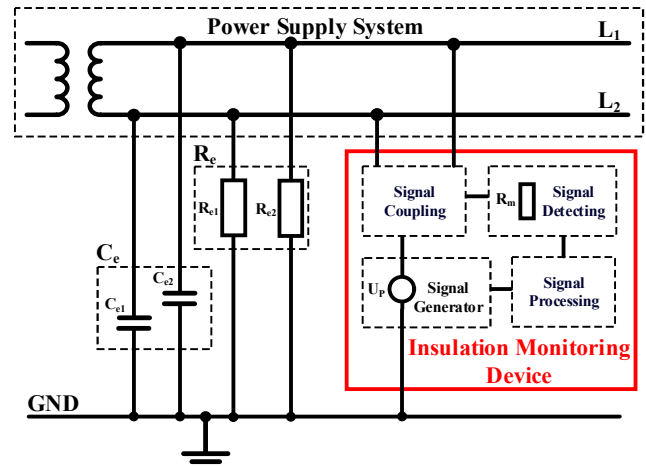 Power Supply System
L1
L2
Re
Re1
Re2
Ce
Ce2
Ce1
Signal
Coupling
Rm
Signal
Detecting
UP
Signal
Generator
Signal
Processing
Insulation Monitoring
Device
GND